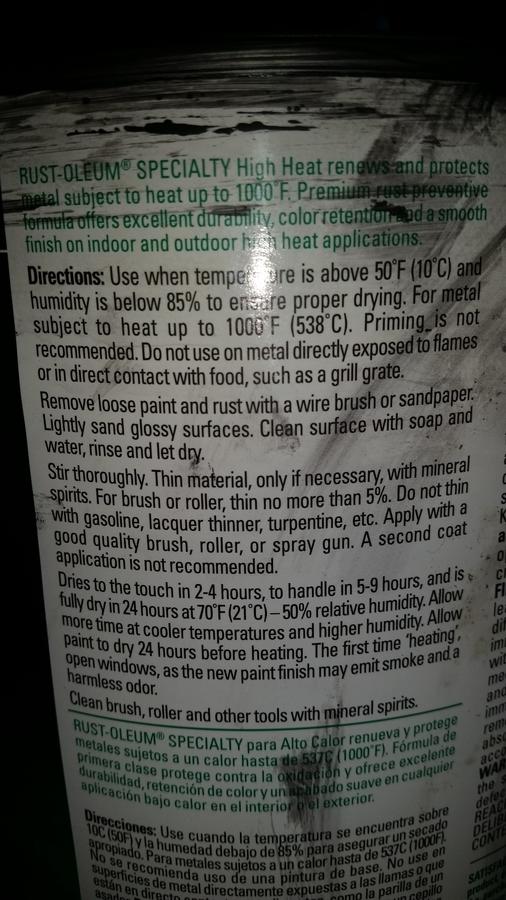 RUST-OLEUM® SPECIALTY High Heat renews and protects
metal subject to heat up to 1000°F. Premium rust preventive
formula offers excellent durability, color retention and a smooth
finish on indoor and outdoor high heat applications.
Directions: Use when temperature is above 50°F (10°C) and
humidity is below 85% to ensure proper drying. For metal
subject to heat up to 1000°F (538°C). Priming is not
recommended. Do not use on metal directly exposed to flames
or in direct contact with food, such as a grill grate.
Remove loose paint and rust with a wire brush or sandpaper.
Lightly sand glossy surfaces. Clean surface with soap and
water, rinse and let dry.
Stir thoroughly. Thin material, only if necessary, with mineral
spirits. For brush or roller, thin no more than 5%. Do not thin
with gasoline, lacquer thinner, turpentine, etc. Apply with a
good quality brush, roller, or spray gun. A second coat
application is not recommended.
Dries to the touch in 2-4 hours, to handle in 5-9 hours, and is
fully dry in 24 hours at 70°F (21°C) – 50% relative humidity. Allow
more time at cooler temperatures and higher humidity. Allow
paint to dry 24 hours before heating. The first time 'heating',
open windows, as the new paint finish may emit smoke and a
harmless odor.
Clean brush, roller and other tools with mineral spirits.
RUST-OLEUM® SPECIALTY para Alto Calor renueva y protege
metales sujetos a un calor hasta de 537C (1000°F). Fórmula de
primera clase protege contra la oxidación y ofrece excelente
durabilidad, retención de color y un acabado suave en cualquier
aplicación bajo calor en el interior o el exterior.
Direcciones: Use cuando la temperatura se encuentra sobre
10C (50F) y la humedad debajo de 85% para asegurar un secado
apropiado. Para metales sujetos a un calor hasta de 537C (1000F).
No se recomienda uso de una pintura de base. No use en
superficies de metal directamente expuestas a las llamas o que
están en directo como la parilla de un
cepillo